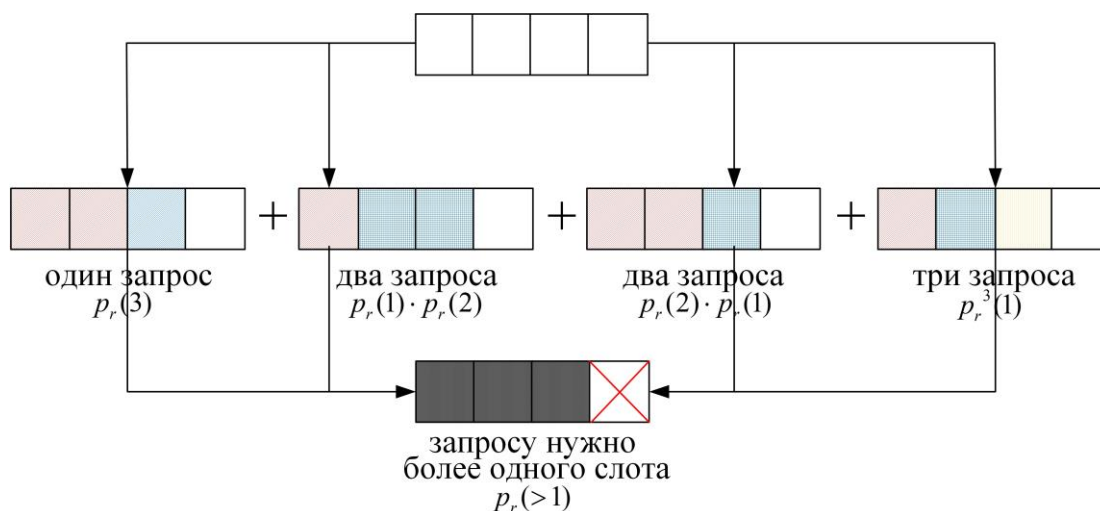 + + +
один запрос
p_r(3)
два запроса
p_r(1) · p_r(2)
два запроса
p_r(2) · p_r(1)
три запроса
p_r^3(1)
запросу нужно
более одного слота
p_r(>1)